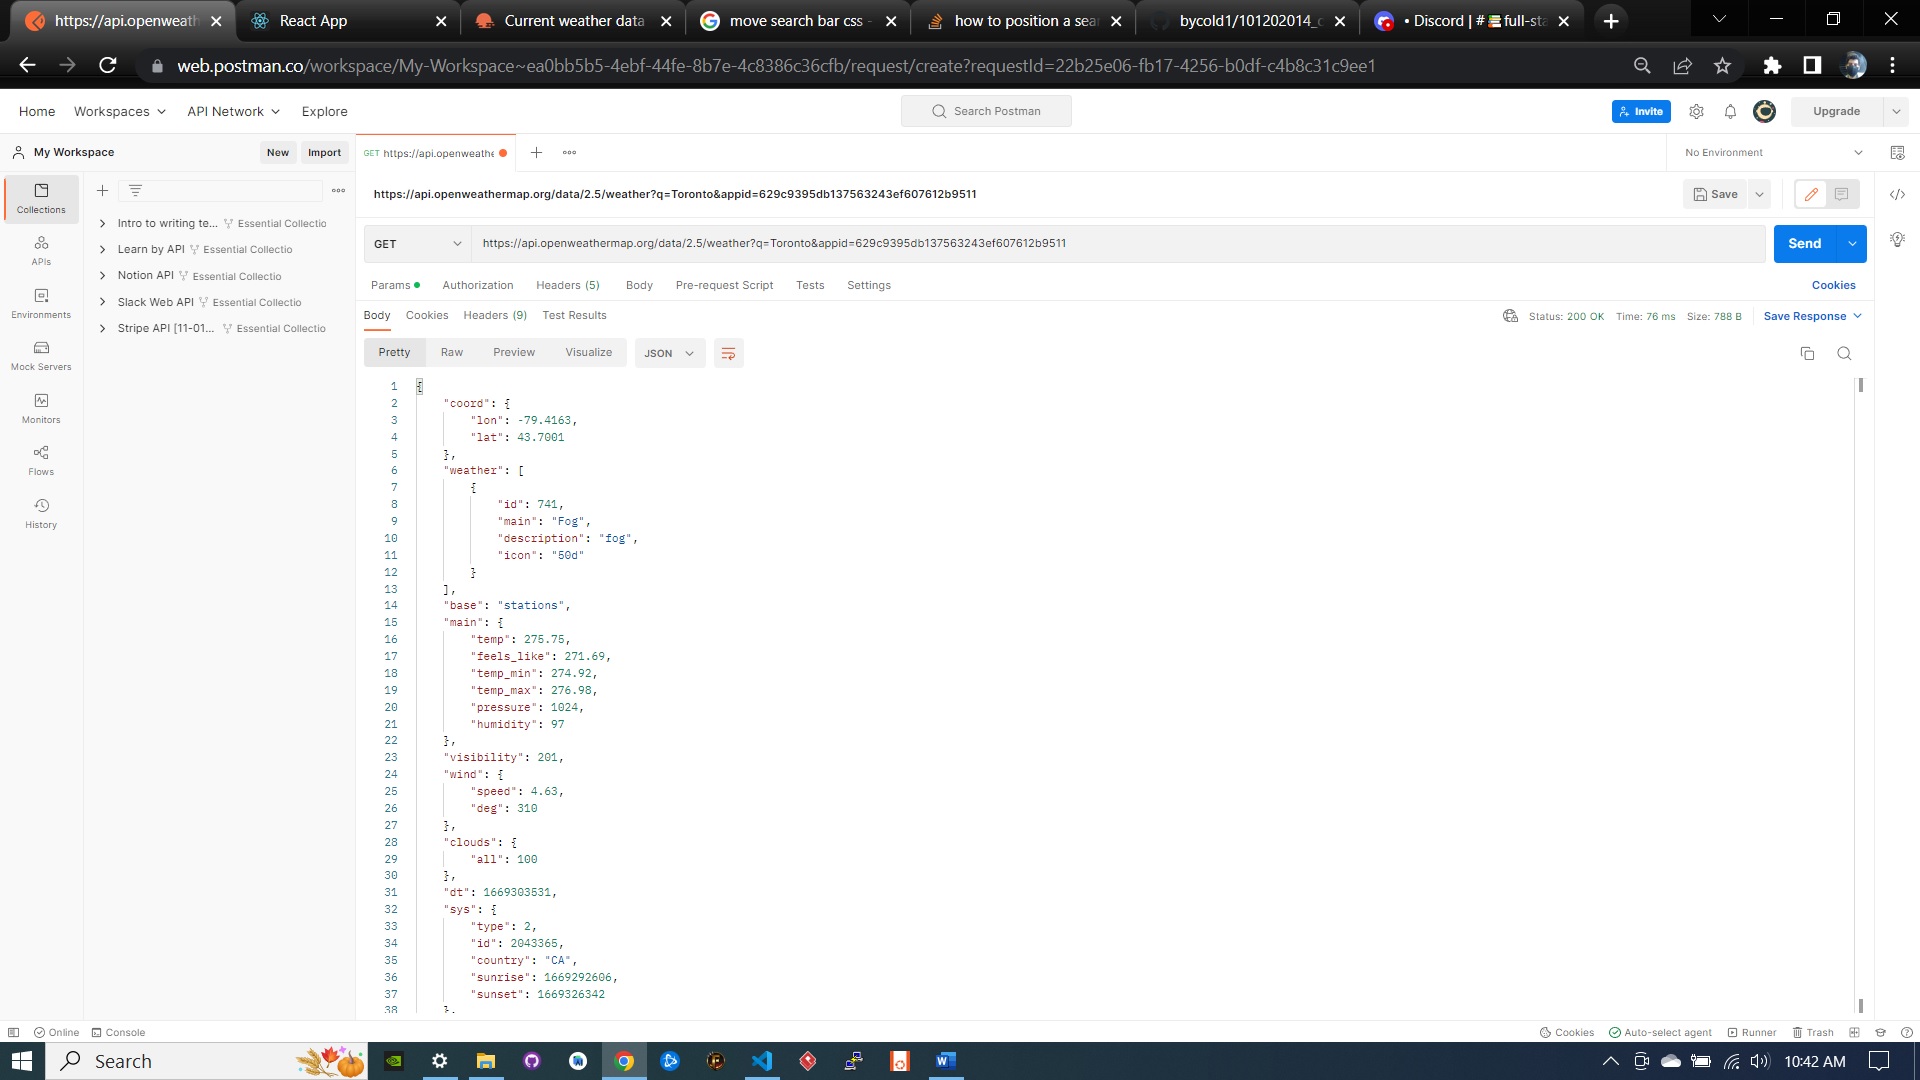 https://api.openweath
React App
Current weather data
move search bar css -
how to position a sea
bycold1/101202014_c
• Discord | # full-sta
web.postman.co/workspace/My-Workspace~ea0bb5b5-4ebf-44fe-8b7e-4c8386c36cfb/request/create?requestId=22b25e06-fb17-4256-b0df-c4b8c31c9ee1
Home Workspaces API Network Explore
Search Postman
Invite
Upgrade
My Workspace
New Import
GET https://api.openweathe
No Environment
https://api.openweathermap.org/data/2.5/weather?q=Toronto&appid=629c9395db137563243ef607612b9511
Save
Collections
APIs
Environments
Mock Servers
Monitors
Flows
History
Intro to writing te... Essential Collectio
Learn by API Essential Collectio
Notion API Essential Collectio
Slack Web API Essential Collectio
Stripe API [11-01... Essential Collectio
GET https://api.openweathermap.org/data/2.5/weather?q=Toronto&appid=629c9395db137563243ef607612b9511
Send
Params Authorization Headers (5) Body Pre-request Script Tests Settings
Cookies
Body Cookies Headers (9) Test Results
Status: 200 OK Time: 76 ms Size: 788 B
Save Response
Pretty Raw Preview Visualize JSON
1 {
2 "coord": {
3 "lon": -79.4163,
4 "lat": 43.7001
5 },
6 "weather": [
7 {
8 "id": 741,
9 "main": "Fog",
10 "description": "fog",
11 "icon": "50d"
12 }
13 ],
14 "base": "stations",
15 "main": {
16 "temp": 275.75,
17 "feels_like": 271.69,
18 "temp_min": 274.92,
19 "temp_max": 276.98,
20 "pressure": 1024,
21 "humidity": 97
22 },
23 "visibility": 201,
24 "wind": {
25 "speed": 4.63,
26 "deg": 310
27 },
28 "clouds": {
29 "all": 100
30 },
31 "dt": 1669303531,
32 "sys": {
33 "type": 2,
34 "id": 2043365,
35 "country": "CA",
36 "sunrise": 1669292606,
37 "sunset": 1669326342
38 },
Online Console
Cookies Auto-select agent Runner Trash
Search
10:42 AM